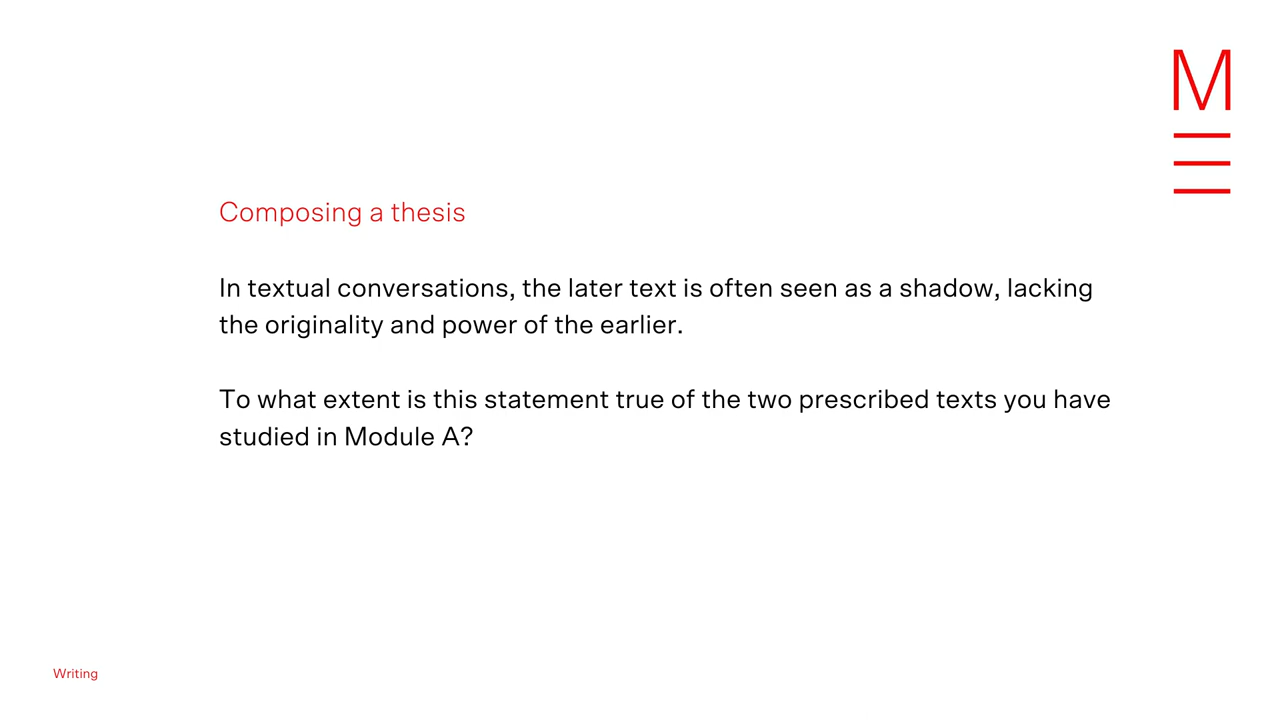 M
Composing a thesis
In textual conversations, the later text is often seen as a shadow, lacking
the originality and power of the earlier.
To what extent is this statement true of the two prescribed texts you have
studied in Module A?
Writing